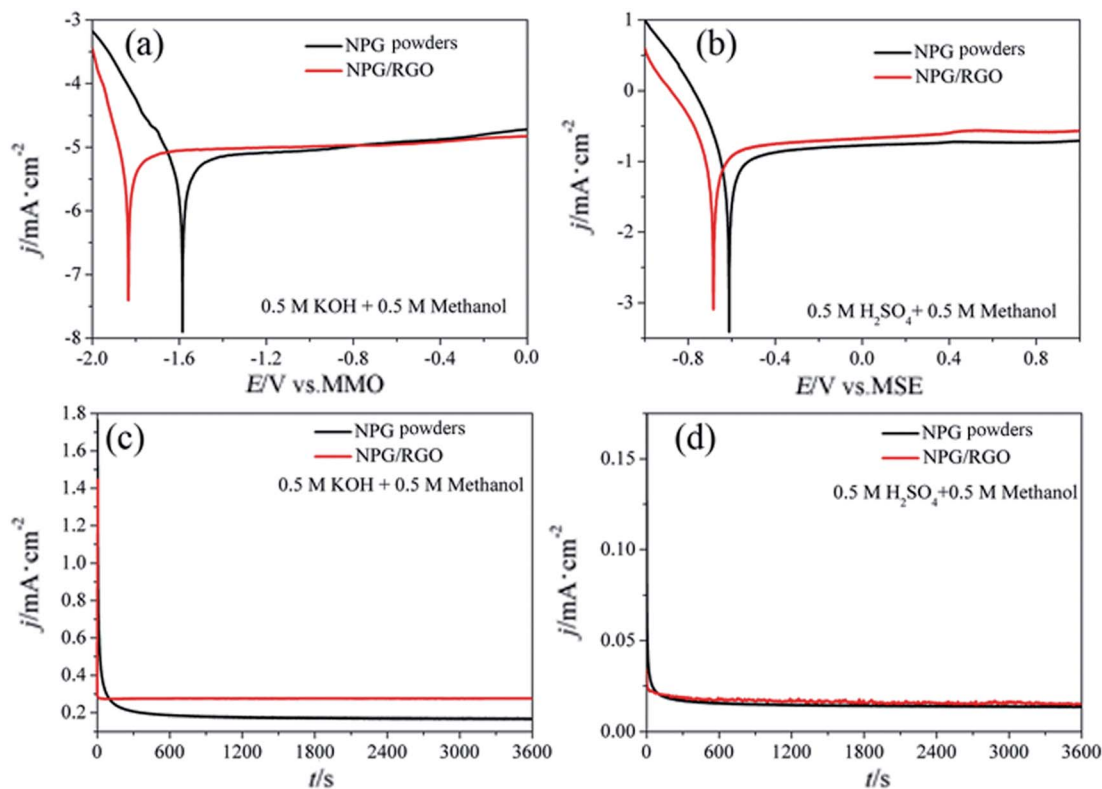 (a)
NPG powders
NPG/RGO
0.5 M KOH + 0.5 M Methanol
j/mA·cm⁻²
-3
-4
-5
-6
-7
-8
-2.0 -1.6 -1.2 -0.8 -0.4 0.0
E/V vs.MMO
(b)
NPG powders
NPG/RGO
0.5 M H₂SO₄+ 0.5 M Methanol
j/mA·cm⁻²
1
0
-1
-2
-3
-0.8 -0.4 0.0 0.4 0.8
E/V vs.MSE
(c)
NPG powders
NPG/RGO
0.5 M KOH + 0.5 M Methanol
j/mA·cm⁻²
1.8
1.6
1.4
1.2
1.0
0.8
0.6
0.4
0.2
0 600 1200 1800 2400 3000 3600
t/s
(d)
NPG powders
NPG/RGO
0.5 M H₂SO₄+0.5 M Methanol
j/mA·cm⁻²
0.15
0.10
0.05
0.00
0 600 1200 1800 2400 3000 3600
t/s